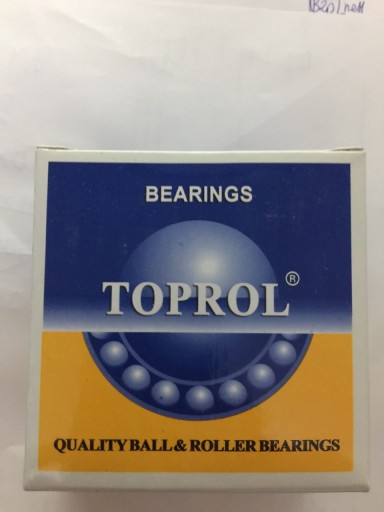 BEARINGS
TOPROL®
QUALITY BALL & ROLLER BEARINGS